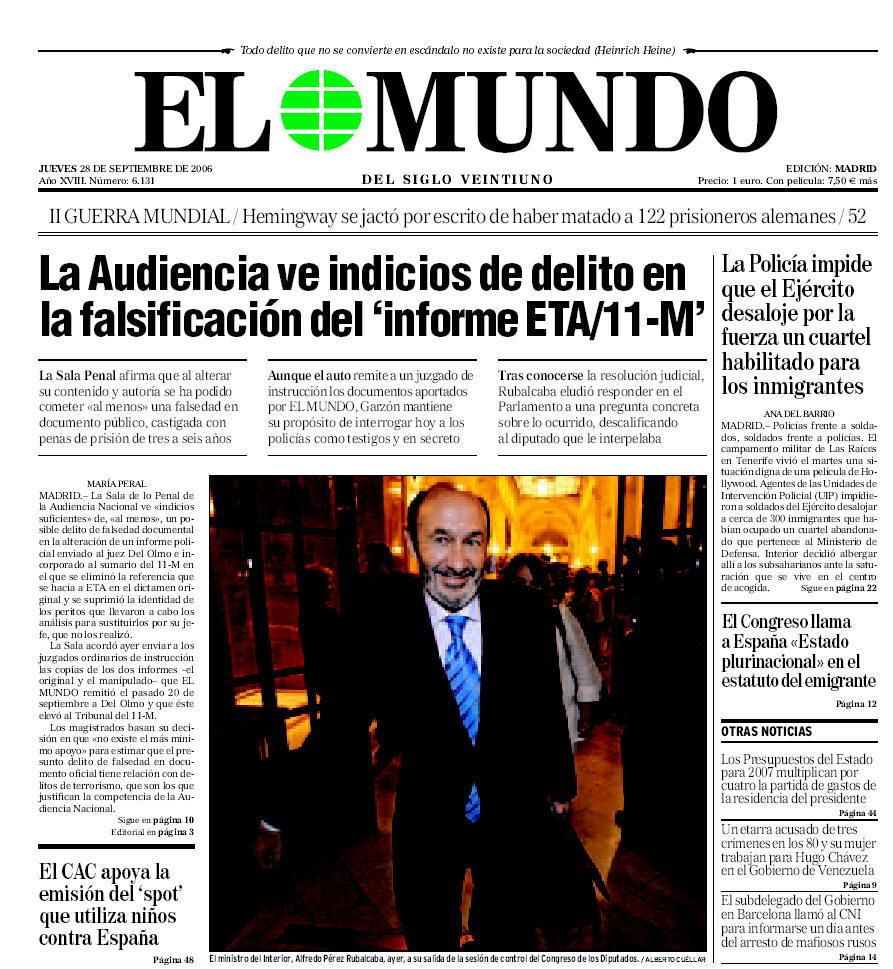 Todo delito que no se convierte en escándalo no existe para la sociedad (Heinrich Heine)
EL MUNDO
JUEVES 28 DE SEPTIEMBRE DE 2006
Año XVIII. Número: 6.131
DEL SIGLO VEINTIUNO
EDICIÓN: MADRID
Precio: 1 euro. Con película: 7,50 € más
II GUERRA MUNDIAL / Hemingway se jactó por escrito de haber matado a 122 prisioneros alemanes / 52
La Audiencia ve indicios de delito en
la falsificación del ‘informe ETA/11-M’
La Sala Penal afirma que al alterar
su contenido y autoría se ha podido
cometer «al menos» una falsedad en
documento público, castigada con
penas de prisión de tres a seis años
Aunque el auto remite a un juzgado de
instrucción los documentos aportados
por EL MUNDO, Garzón mantiene
su propósito de interrogar hoy a los
policías como testigos y en secreto
Tras conocerse la resolución judicial,
Rubalcaba eludió responder en el
Parlamento a una pregunta concreta
sobre lo ocurrido, descalificando
al diputado que le interpelaba
MARÍA PERAL
MADRID.– La Sala de lo Penal de
la Audiencia Nacional ve «indicios
suficientes» de, «al menos», un po-
sible delito de falsedad documental
en la alteración de un informe poli-
cial enviado al juez Del Olmo e in-
corporado al sumario del 11-M en
el que se eliminó la referencia que
se hacía a ETA en el dictamen ori-
ginal y se suprimió la identidad de
los peritos que llevaron a cabo los
análisis para sustituirlos por su je-
fe, que no los realizó.
La Sala acordó ayer enviar a los
juzgados ordinarios de instrucción
las copias de los dos informes –el
original y el manipulado– que EL
MUNDO remitió el pasado 20 de
septiembre a Del Olmo y que éste
elevó al Tribunal del 11-M.
Los magistrados basan su deci-
sión en que «no existe el más míni-
mo apoyo» para estimar que el pre-
sunto delito de falsedad en docu-
mento oficial tiene relación con de-
litos de terrorismo, que son los que
justifican la competencia de la Au-
diencia Nacional.
Sigue en página 10
Editorial en página 3
El CAC apoya la
emisión del ‘spot’
que utiliza niños
contra España
Página 48
El ministro del Interior, Alfredo Pérez Rubalcaba, ayer, a su salida de la sesión de control del Congreso de los Diputados. / ALBERTO CUÉLLAR
La Policía impide
que el Ejército
desaloje por la
fuerza un cuartel
habilitado para
los inmigrantes
ANA DEL BARRIO
MADRID.– Policías frente a solda-
dos, soldados frente a policías. El
campamento militar de Las Raíces
en Tenerife vivió el martes una si-
tuación digna de una película de Ho-
llywood. Agentes de las Unidades de
Intervención Policial (UIP) impidie-
ron a soldados del Ejército desalojar
a cerca de 300 inmigrantes que ha-
bían ocupado un cuartel abandona-
do que pertenece al Ministerio de
Defensa. Interior decidió albergar
allí a los subsaharianos ante la satu-
ración que se vive en el centro
de acogida. Sigue en página 22
El Congreso llama
a España «Estado
plurinacional» en el
estatuto del emigrante
Página 12
OTRAS NOTICIAS
Los Presupuestos del Estado
para 2007 multiplican por
cuatro la partida de gastos de
la residencia del presidente
Página 44
Un etarra acusado de tres
crímenes en los 80 y su mujer
trabajan para Hugo Chávez
en el Gobierno de Venezuela
Página 9
El subdelegado del Gobierno
en Barcelona llamó al CNI
para informarse un día antes
del arresto de mafiosos rusos
Página 14